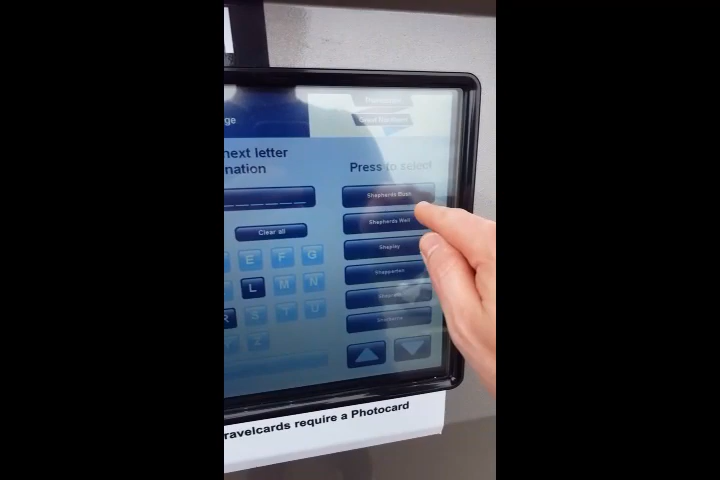 ge
next letter
nation
Press to select
Shepherds Bush
_ _ _ _ _ _
Shepherds Well
Clear all
Shepley
E F G
Shepperton
L M N
R S T U
Z
ravelcards require a Photocard